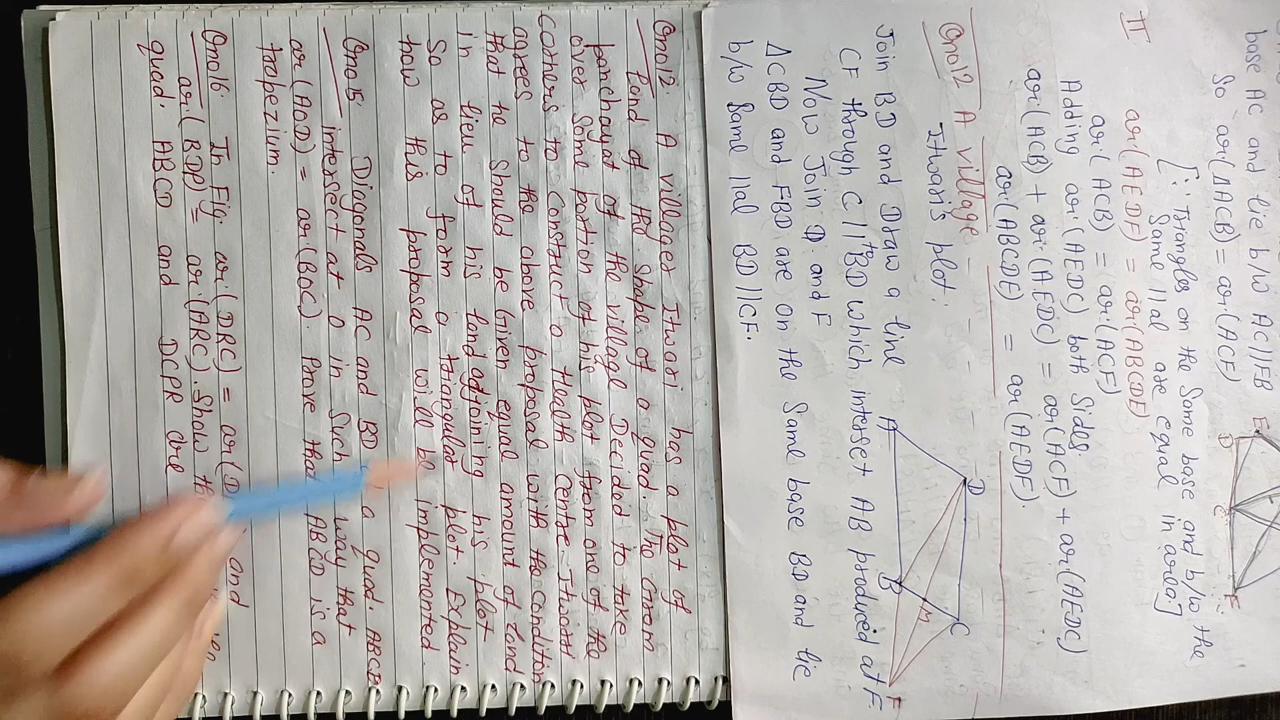 base AC and lie b/w AC||FB
So ar(ΔACB) = ar(ACF)
[∵ Triangles on the Same base and b/w the
Same ||al are equal in area]
II ar(AEDF) = ar(ABCDE)
ar(ACB) = ar(ACF)
Adding ar(AEDC) both Sides
ar(ACB) + ar(AEDC) = ar(ACF) + ar(AEDC)
ar(ABCDE) = ar(AEDF).
Qno12 A village - - - -
Itwari's plot.
Join BD and Draw a line
CF through C ||to BD which interset AB produced at F.
Now Join D and F
ΔCBD and FBD are on the Same base BD and lie
b/w Same ||al BD||CF.
A
D
B
C
M
F
D
E
F
Qno12 A villager Itwari has a plot of
land of the shape of a quad. The Gram
panchayat of the village Decided to take
over Some portion of his plot from one of the
Corners to Construct a Health Centre. Itwari
agrees to the above proposal with the condition
that he Should be Given equal amount of land
in lieu of his land adjoining his plot
So as to form a triangular plot. Explain
how this proposal will be implemented.
Qno15 Diagonals AC and BD a quad. ABCD
intersect at O in Such way that
ar(AOD) = ar(BOC). Prove that ABCD is a
trapezium.
Qno16 In Fig ar(DRC) = ar( and
ar(BDP) = ar(ARC). Show
quad. ABCD and DCPR are